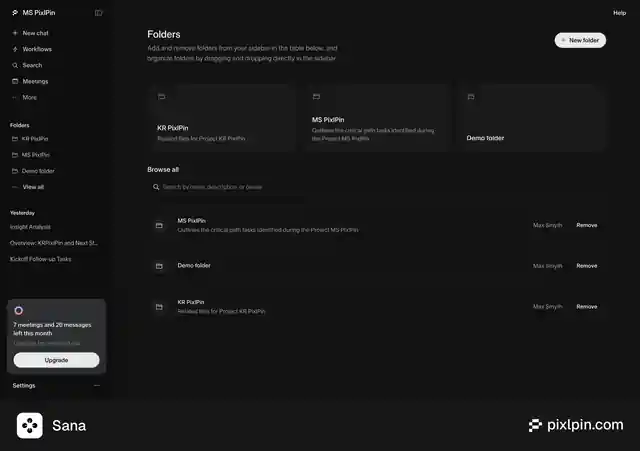 MS PixlPin
New chat
Workflows
Search
Meetings
More
Folders
KR PixlPin
MS PixlPin
Demo folder
View all
Yesterday
Insight Analysis
Overview: KRPixlPin and Next St...
Kickoff Follow-up Tasks
7 meetings and 20 messages
left this month
Upgrade
Settings
Help
Folders
Add and remove folders from your sidebar in the table below, and
organize folders by dragging and dropping directly in the sidebar
New folder
KR PixlPin
Related files for Project KR PixlPin
MS PixlPin
Outlines the critical path tasks identified during
the Project MS PixlPin
Demo folder
Browse all
Search by name, description or owner
MS PixlPin
Outlines the critical path tasks identified during the Project MS PixlPin
Max Smyth
Remove
Demo folder
Max Smyth
Remove
KR PixlPin
Related files for Project KR PixlPin
Max Smyth
Remove
Sana
pixlpin.com